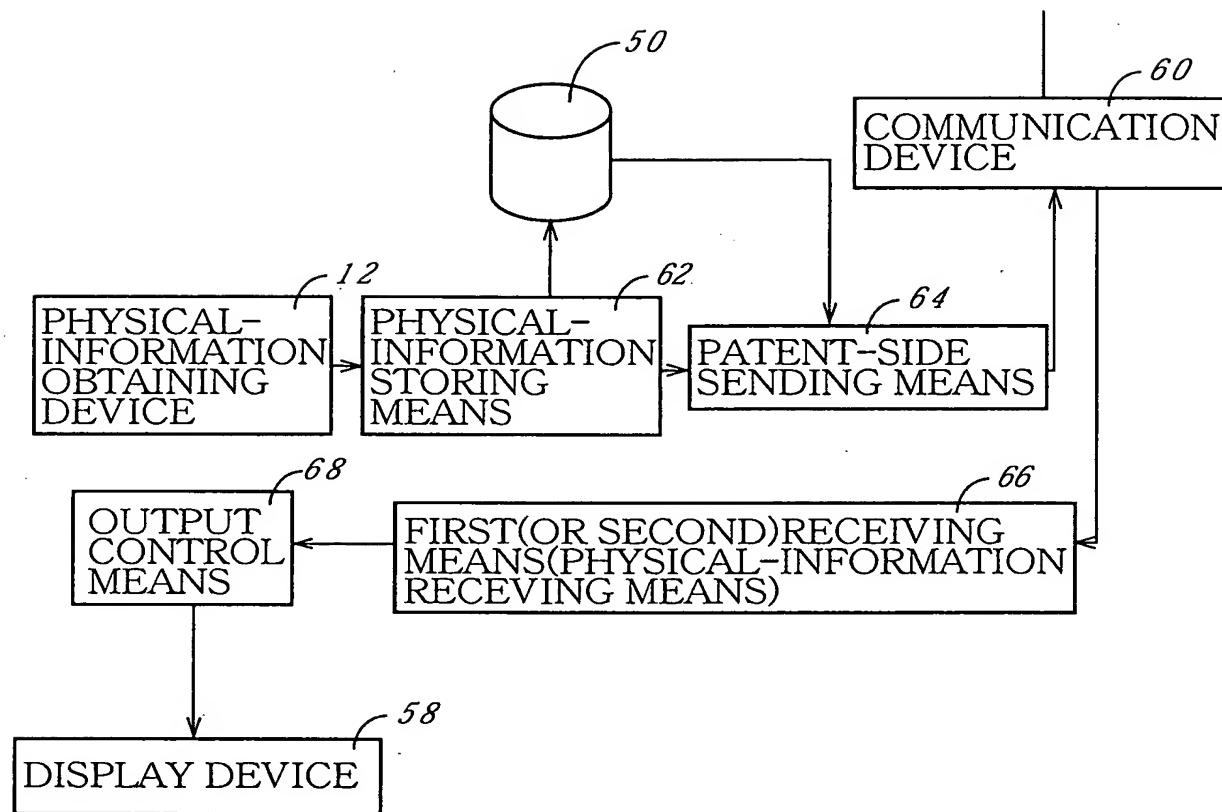 50
60
COMMUNICATION
DEVICE
12
PHYSICAL-
INFORMATION
OBTAINING
DEVICE
62
PHYSICAL-
INFORMATION
STORING
MEANS
64
PATENT-SIDE
SENDING MEANS
68
OUTPUT
CONTROL
MEANS
66
FIRST(OR SECOND)RECEIVING
MEANS(PHYSICAL-INFORMATION
RECEVING MEANS)
58
DISPLAY DEVICE